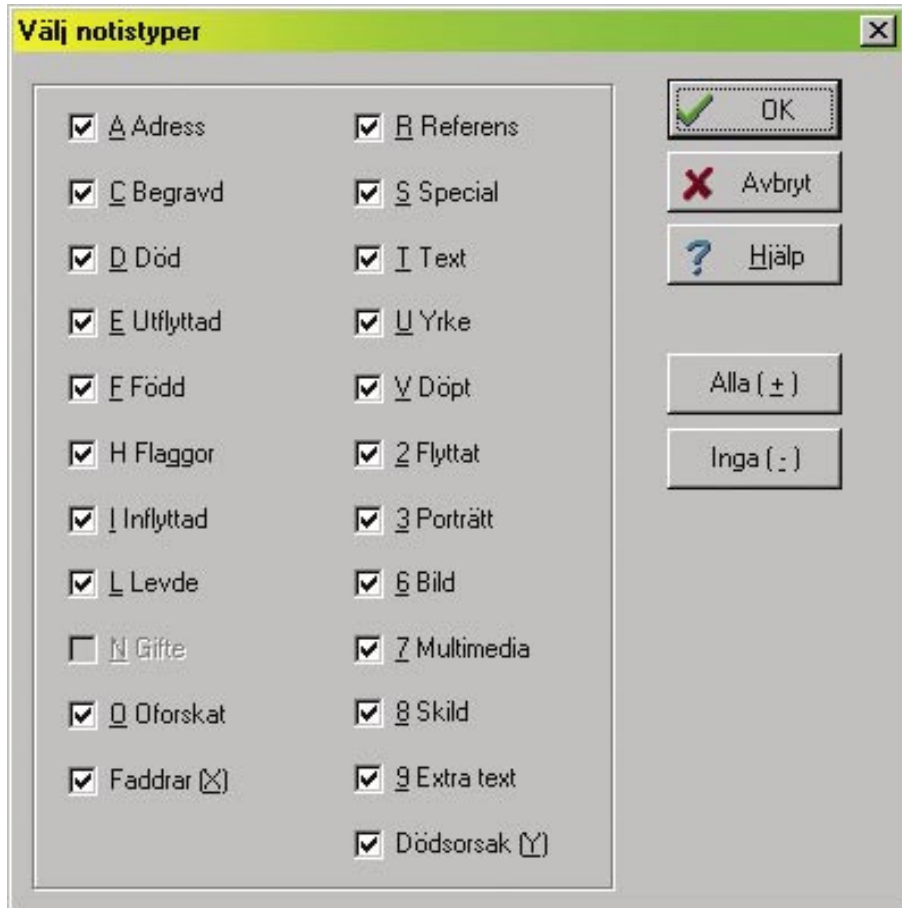 Välj notistyper
A Adress
C Begravd
D Död
E Utflyttad
F Född
H Flaggor
I Inflyttad
L Levde
N Gifte
O Oforskat
Faddrar (X)
R Referens
S Special
T Text
U Yrke
V Döpt
2 Flyttat
3 Porträtt
6 Bild
7 Multimedia
8 Skild
9 Extra text
Dödsorsak (Y)
OK
Avbryt
Hjälp
Alla ( + )
Inga ( - )